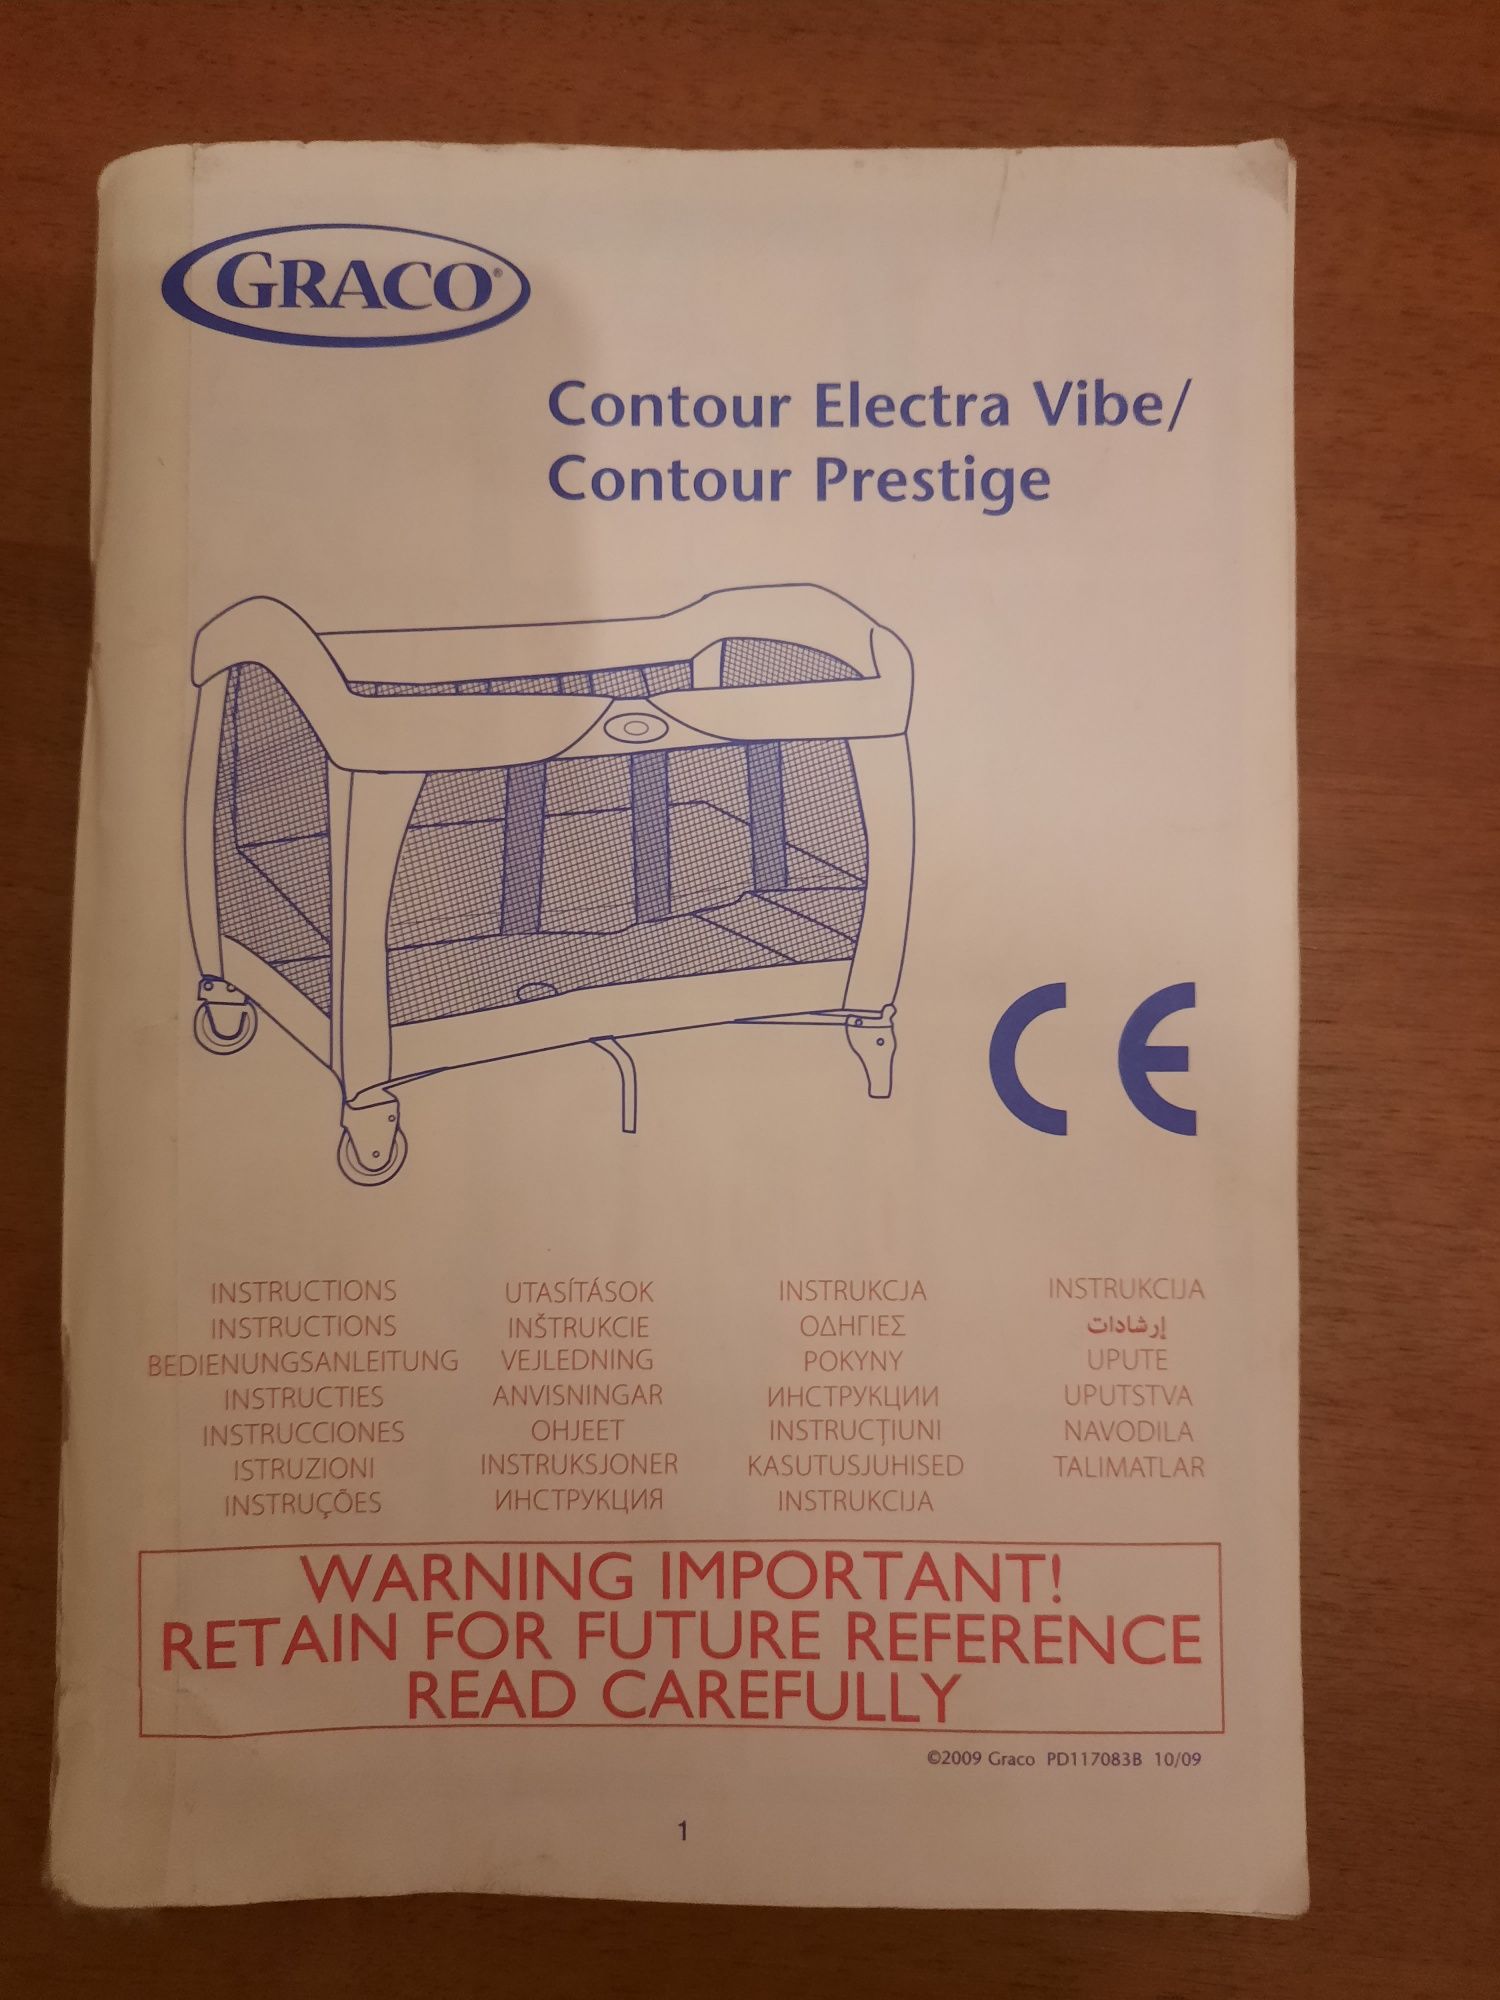 GRACO®
Contour Electra Vibe/
Contour Prestige
CE
INSTRUCTIONS
INSTRUCTIONS
BEDIENUNGSANLEITUNG
INSTRUCTIES
INSTRUCCIONES
ISTRUZIONI
INSTRUÇÕES
UTASÍTÁSOK
INŠTRUKCIE
VEJLEDNING
ANVISNINGAR
OHJEET
INSTRUKSJONER
ИНСТРУКЦИЯ
INSTRUKCJA
ΟΔΗΓΙΕΣ
POKYNY
ИНСТРУКЦИИ
INSTRUCŢIUNI
KASUTUSJUHISED
INSTRUKCIJA
INSTRUKCIJA
إرشادات
UPUTE
UPUTSTVA
NAVODILA
TALIMATLAR
WARNING IMPORTANT!
RETAIN FOR FUTURE REFERENCE
READ CAREFULLY
©2009 Graco PD117083B 10/09
1